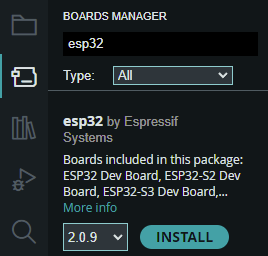 BOARDS MANAGER
esp32
Type: All
esp32 by Espressif
Systems
Boards included in this package:
ESP32 Dev Board, ESP32-S2 Dev
Board, ESP32-S3 Dev Board,...
More info
2.0.9 INSTALL